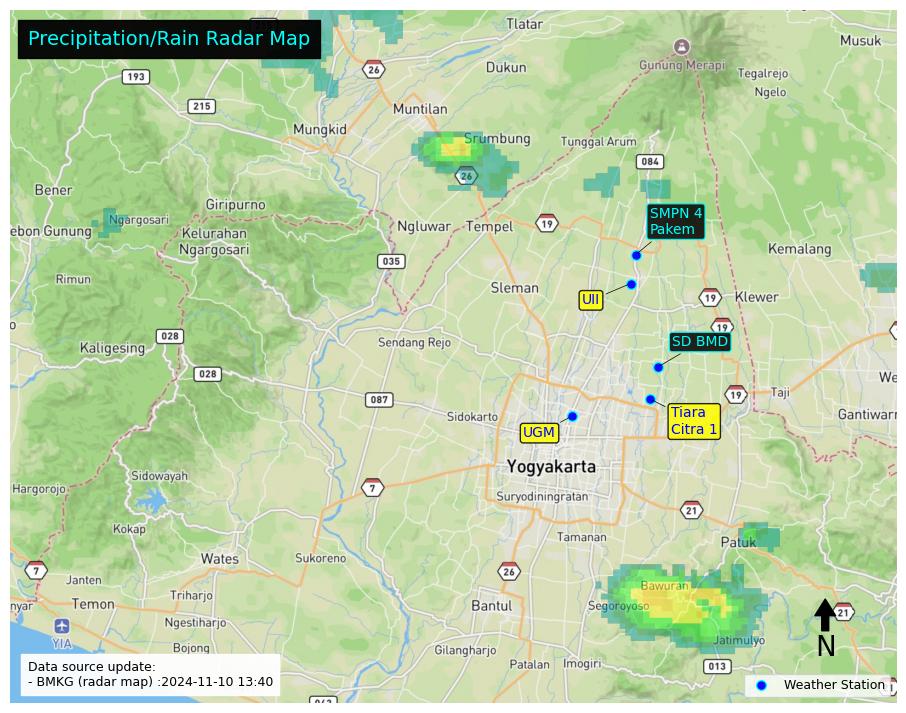 Precipitation/Rain Radar Map
Tlatar
Musuk
26
Gunung Merapi
Dukun
193
Tegalrejo
Ngelo
215
Muntilan
Mungkid
Srumbung
Tunggal Arum
084
26
Bener
Giripurno
SMPN 4
Pakem
Ngargosari
ebon Gunung
Kelurahan
Ngargosari
Ngluwar
Tempel
19
Kemalang
035
Rimun
Sleman
UII
19
Klewer
19
028
Kaligesing
Sendang Rejo
SD BMD
028
We
087
19
Taji
Sidokarto
Tiara
Citra 1
Gantiwarn
UGM
Yogyakarta
Sidowayah
Hargorojo
7
Suryodiningratan
21
Kokap
Tamanan
Patuk
Wates
Sukoreno
7
26
Janten
Bawuran
nyar
Temon
Triharjo
Bantul
Segoroyoso
21
Ngestiharjo
YIA
Jatimulyo
N
Bojong
Gilangharjo
Patalan
Imogiri
013
Data source update:
- BMKG (radar map) :2024-11-10 13:40
Weather Station